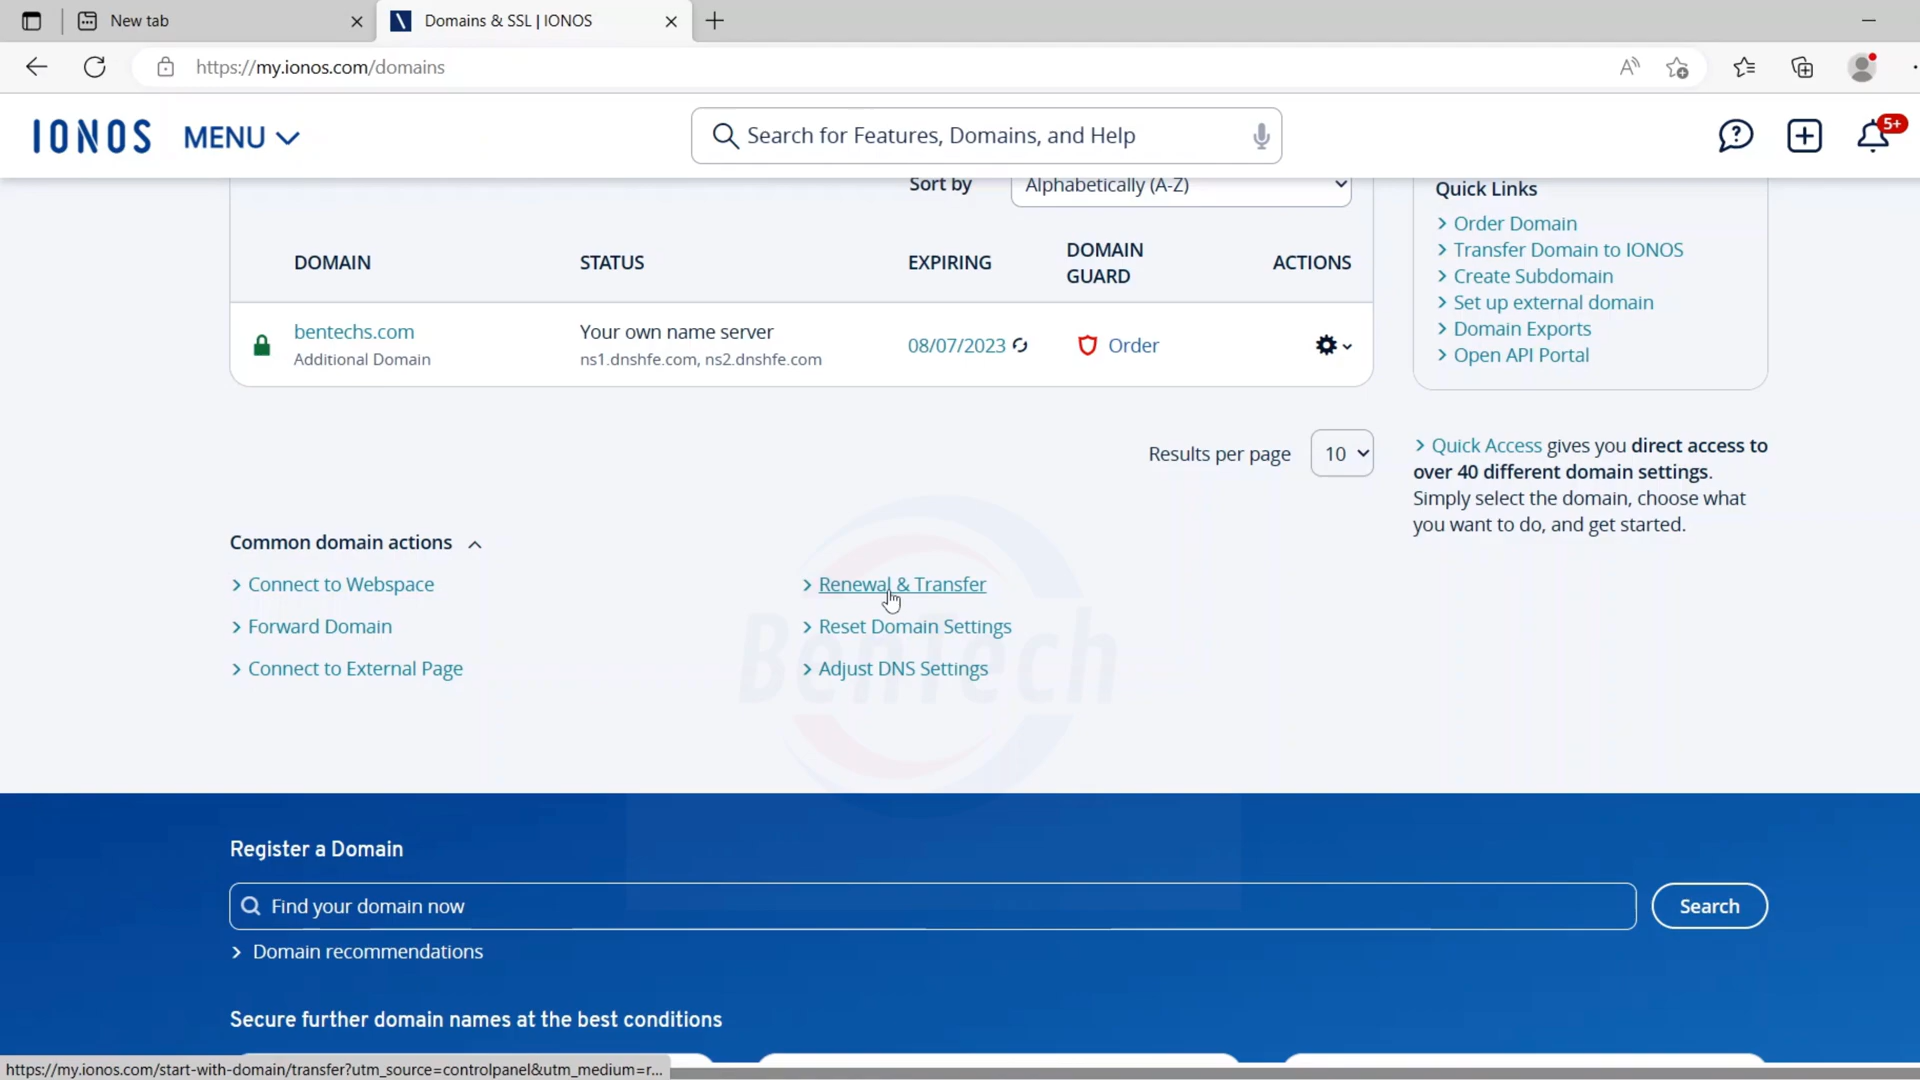 New tab
Domains & SSL | IONOS
https://my.ionos.com/domains
IONOS MENU
Search for Features, Domains, and Help
5+
Sort by Alphabetically (A-Z)
DOMAIN STATUS EXPIRING DOMAIN GUARD ACTIONS
bentechs.com Your own name server 08/07/2023 Order
Additional Domain ns1.dnshfe.com, ns2.dnshfe.com
Results per page 10
Quick Links
Order Domain
Transfer Domain to IONOS
Create Subdomain
Set up external domain
Domain Exports
Open API Portal
Quick Access gives you direct access to
over 40 different domain settings.
Simply select the domain, choose what
you want to do, and get started.
Common domain actions
Connect to Webspace
Forward Domain
Connect to External Page
Renewal & Transfer
Reset Domain Settings
Adjust DNS Settings
BenTech
Register a Domain
Find your domain now
Search
Domain recommendations
Secure further domain names at the best conditions
https://my.ionos.com/start-with-domain/transfer?utm_source=controlpanel&utm_medium=r...